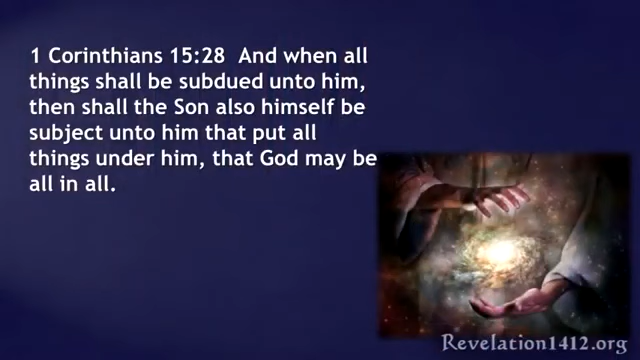 1 Corinthians 15:28  And when all
things shall be subdued unto him,
then shall the Son also himself be
subject unto him that put all
things under him, that God may be
all in all.
Revelation1412.org